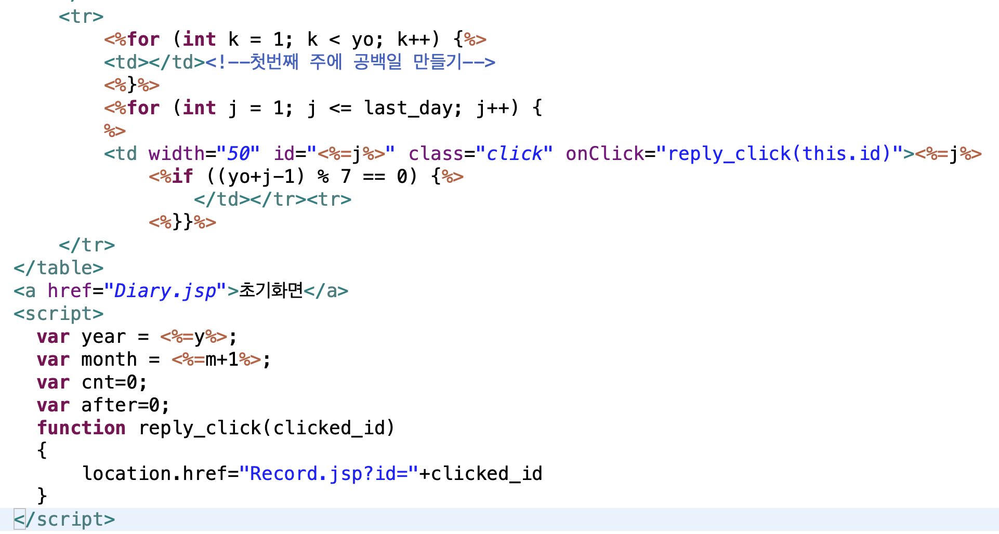 <tr>
<%for (int k = 1; k < yo; k++) {%>
<td></td><!--첫번째 주에 공백일 만들기-->
<%}%>
<%for (int j = 1; j <= last_day; j++) {
%>
<td width="50" id="<%=j%>" class="click" onClick="reply_click(this.id)"><%=j%>
<%if ((yo+j-1) % 7 == 0) {%>
</td></tr><tr>
<%}}%>
</tr>
</table>
<a href="Diary.jsp">초기화면</a>
<script>
var year = <%=y%>;
var month = <%=m+1%>;
var cnt=0;
var after=0;
function reply_click(clicked_id)
{
location.href="Record.jsp?id="+clicked_id
}
</script>